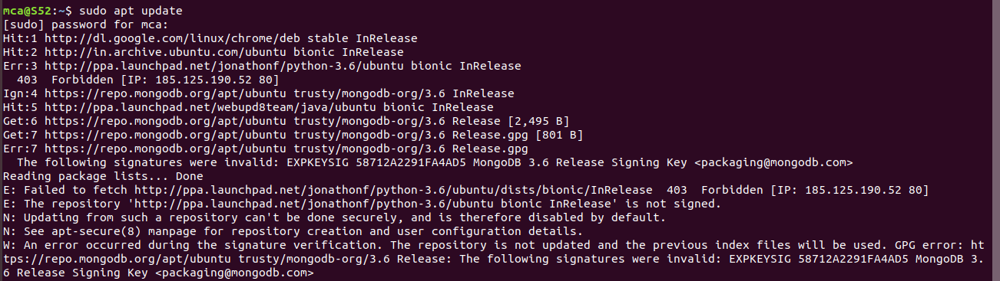 mca@S52:~$ sudo apt update
[sudo] password for mca:
Hit:1 http://dl.google.com/linux/chrome/deb stable InRelease
Hit:2 http://in.archive.ubuntu.com/ubuntu bionic InRelease
Err:3 http://ppa.launchpad.net/jonathonf/python-3.6/ubuntu bionic InRelease
  403  Forbidden [IP: 185.125.190.52 80]
Ign:4 https://repo.mongodb.org/apt/ubuntu trusty/mongodb-org/3.6 InRelease
Hit:5 http://ppa.launchpad.net/webupd8team/java/ubuntu bionic InRelease
Get:6 https://repo.mongodb.org/apt/ubuntu trusty/mongodb-org/3.6 Release [2,495 B]
Get:7 https://repo.mongodb.org/apt/ubuntu trusty/mongodb-org/3.6 Release.gpg [801 B]
Err:7 https://repo.mongodb.org/apt/ubuntu trusty/mongodb-org/3.6 Release.gpg
  The following signatures were invalid: EXPKEYSIG 58712A2291FA4AD5 MongoDB 3.6 Release Signing Key <packaging@mongodb.com>
Reading package lists... Done
E: Failed to fetch http://ppa.launchpad.net/jonathonf/python-3.6/ubuntu/dists/bionic/InRelease  403  Forbidden [IP: 185.125.190.52 80]
E: The repository 'http://ppa.launchpad.net/jonathonf/python-3.6/ubuntu bionic InRelease' is not signed.
N: Updating from such a repository can't be done securely, and is therefore disabled by default.
N: See apt-secure(8) manpage for repository creation and user configuration details.
W: An error occurred during the signature verification. The repository is not updated and the previous index files will be used. GPG error: ht
tps://repo.mongodb.org/apt/ubuntu trusty/mongodb-org/3.6 Release: The following signatures were invalid: EXPKEYSIG 58712A2291FA4AD5 MongoDB 3.
6 Release Signing Key <packaging@mongodb.com>